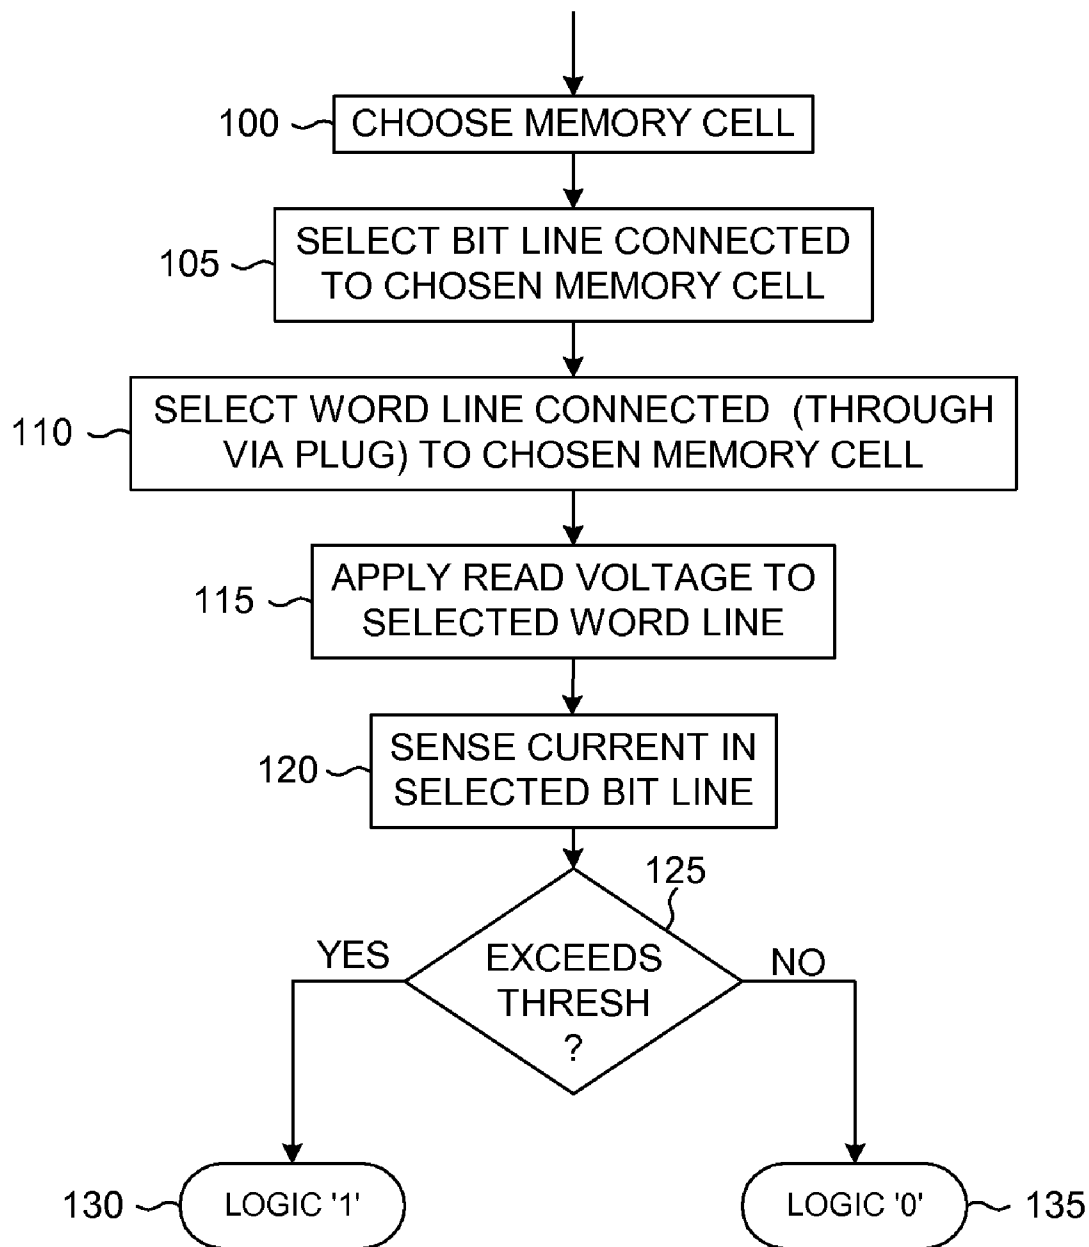 100
CHOOSE MEMORY CELL
105
SELECT BIT LINE CONNECTED
TO CHOSEN MEMORY CELL
110
SELECT WORD LINE CONNECTED (THROUGH
VIA PLUG) TO CHOSEN MEMORY CELL
115
APPLY READ VOLTAGE TO
SELECTED WORD LINE
120
SENSE CURRENT IN
SELECTED BIT LINE
125
YES
EXCEEDS
THRESH
?
NO
130
LOGIC '1'
LOGIC '0'
135